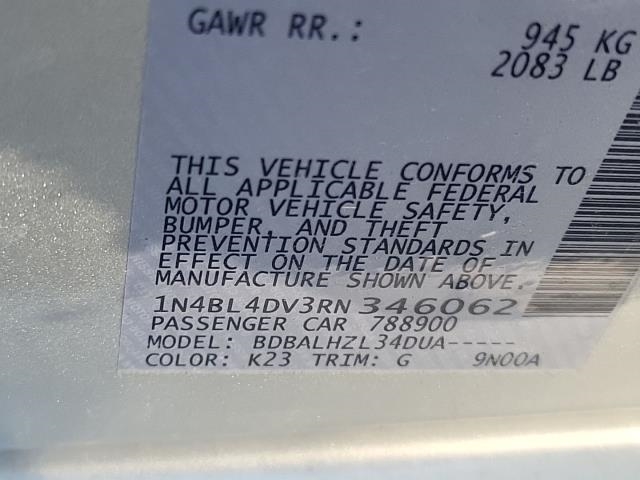 GAWR RR.: 945 KG
2083 LB
THIS VEHICLE CONFORMS TO
ALL APPLICABLE FEDERAL
MOTOR VEHICLE SAFETY,
BUMPER, AND THEFT
PREVENTION STANDARDS IN
EFFECT ON THE DATE OF
MANUFACTURE SHOWN ABOVE.
1N4BL4DV3RN346062
PASSENGER CAR 788900
MODEL: BDBALHZL34DUA-----
COLOR: K23 TRIM: G 9N00A